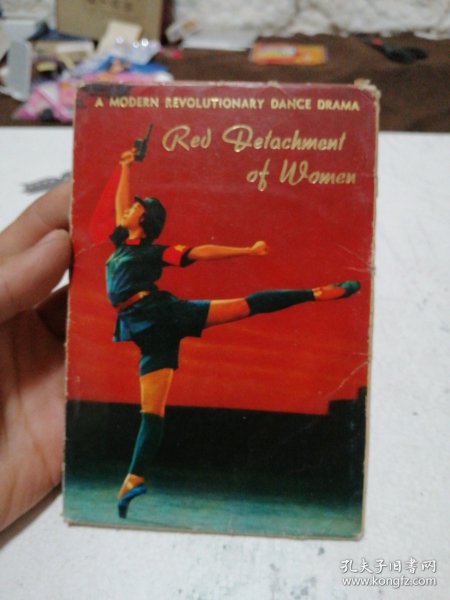 A MODERN REVOLUTIONARY DANCE DRAMA
Red Detachment
of Women
孔夫子旧书网
www.kongfz.com